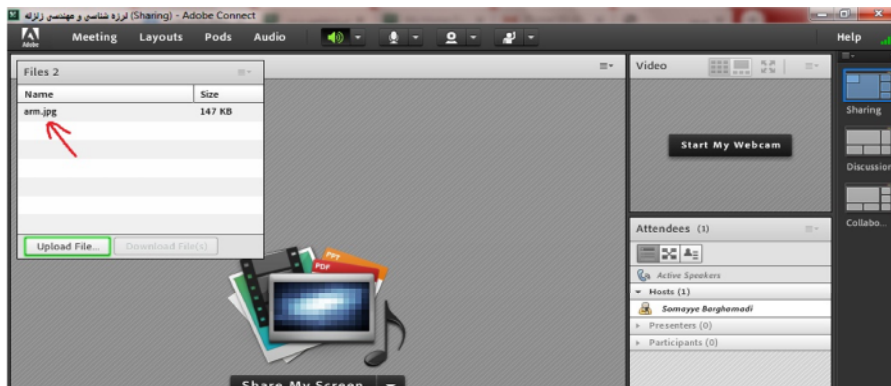 لرزه شناسی و مهندسی زلزله (Sharing) - Adobe Connect
Adobe Meeting Layouts Pods Audio Help
Files 2
Name Size
arm.jpg 147 KB
Upload File... Download File(s)
PPT
PDF
Share My Screen
Video
Start My Webcam
Attendees (1)
Active Speakers
Hosts (1)
Somayye Barghamadi
Presenters (0)
Participants (0)
Sharing
Discussion
Collabo...